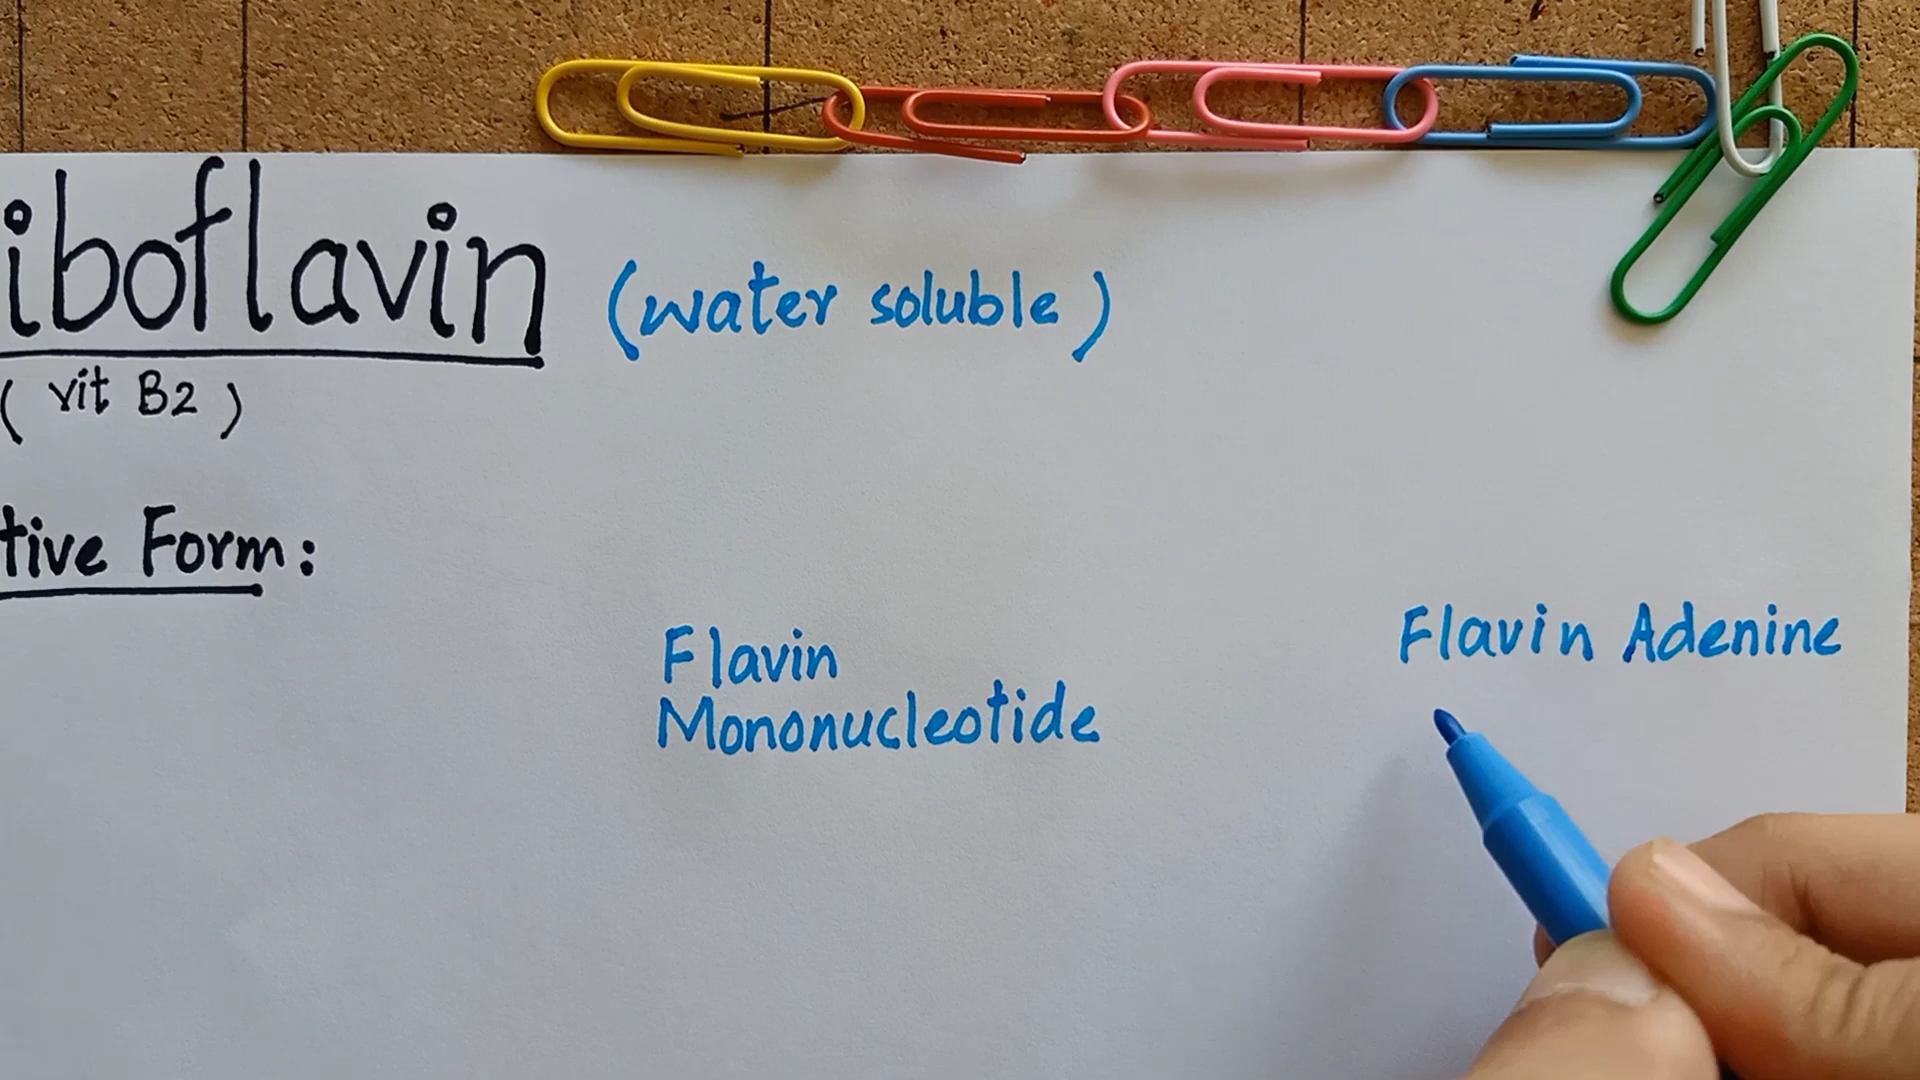 iboflavin (water soluble)
(vit B2)
tive Form:
Flavin
Mononucleotide
Flavin Adenine